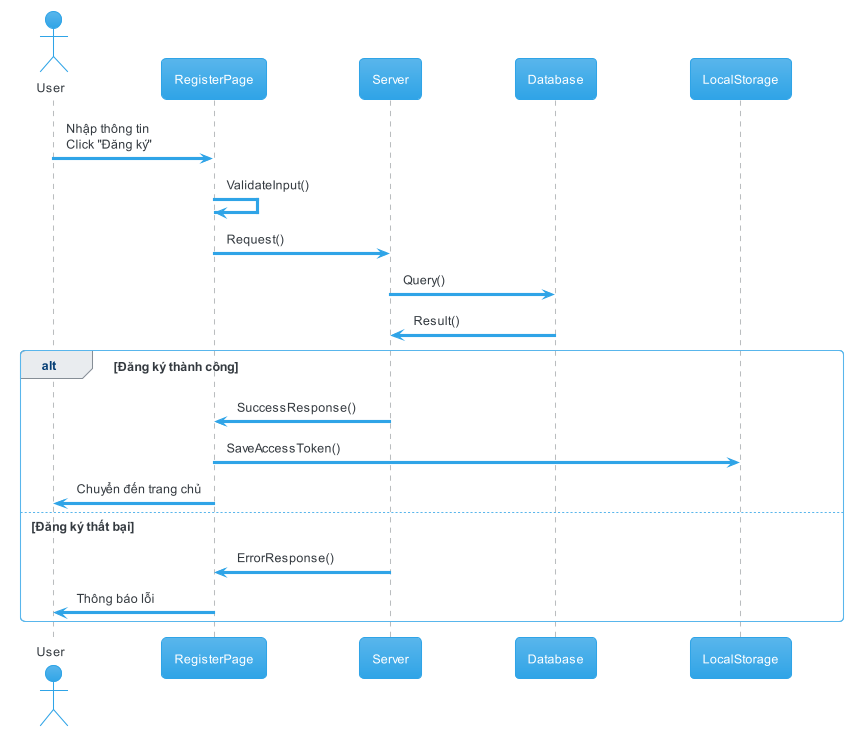 User
RegisterPage
Server
Database
LocalStorage
Nhập thông tin
Click "Đăng ký"
ValidateInput()
Request()
Query()
Result()
alt
[Đăng ký thành công]
SuccessResponse()
SaveAccessToken()
Chuyển đến trang chủ
[Đăng ký thất bại]
ErrorResponse()
Thông báo lỗi
User
RegisterPage
Server
Database
LocalStorage